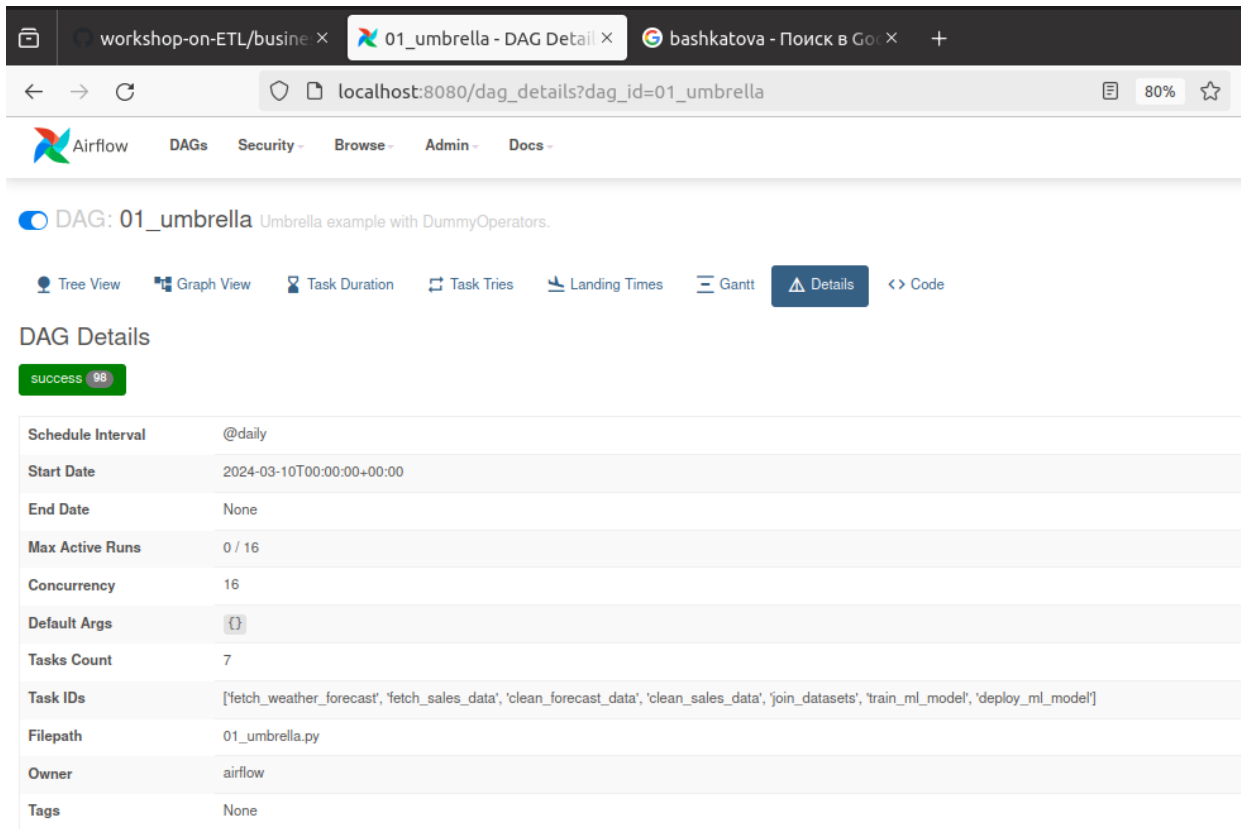 workshop-on-ETL/busine
01_umbrella - DAG Detail
bashkatova - Поиск в Goo
localhost:8080/dag_details?dag_id=01_umbrella
80%
Airflow DAGs Security Browse Admin Docs
DAG: 01_umbrella Umbrella example with DummyOperators.
Tree View Graph View Task Duration Task Tries Landing Times Gantt Details <> Code
DAG Details
success 98
Schedule Interval @daily
Start Date 2024-03-10T00:00:00+00:00
End Date None
Max Active Runs 0 / 16
Concurrency 16
Default Args {}
Tasks Count 7
Task IDs ['fetch_weather_forecast', 'fetch_sales_data', 'clean_forecast_data', 'clean_sales_data', 'join_datasets', 'train_ml_model', 'deploy_ml_model']
Filepath 01_umbrella.py
Owner airflow
Tags None